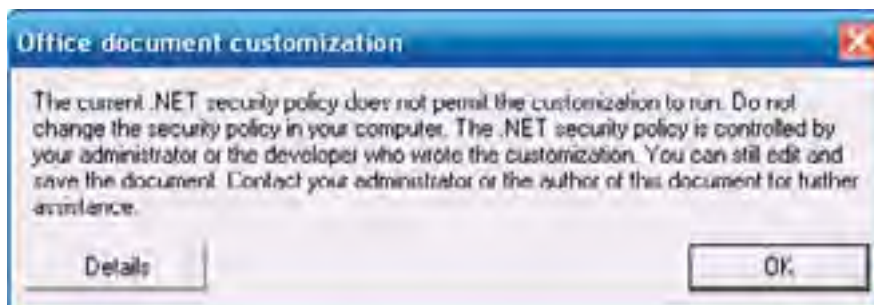 Office document customization
The current .NET security policy does not permit the customization to run. Do not
change the security policy in your computer. The .NET security policy is controlled by
your administrator or the developer who wrote the customization. You can still edit and
save the document. Contact your administrator or the author of this document for further
assistance.
Details
OK